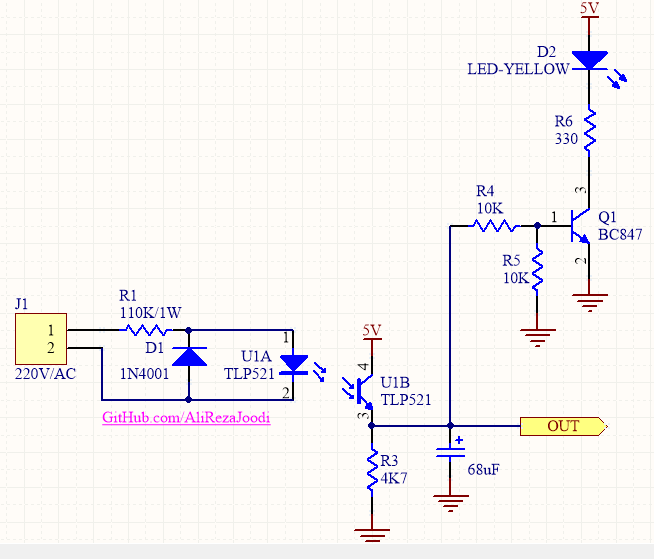 5V
D2
LED-YELLOW
R6
330
3
R4
10K
1
Q1
BC847
R5
10K
2
J1
R1
110K/1W
1
2
D1
1N4001
220V/AC
1
U1A
TLP521
2
5V
4
U1B
TLP521
3
GitHub.com/AliRezaJoodi
OUT
R3
4K7
+
68uF